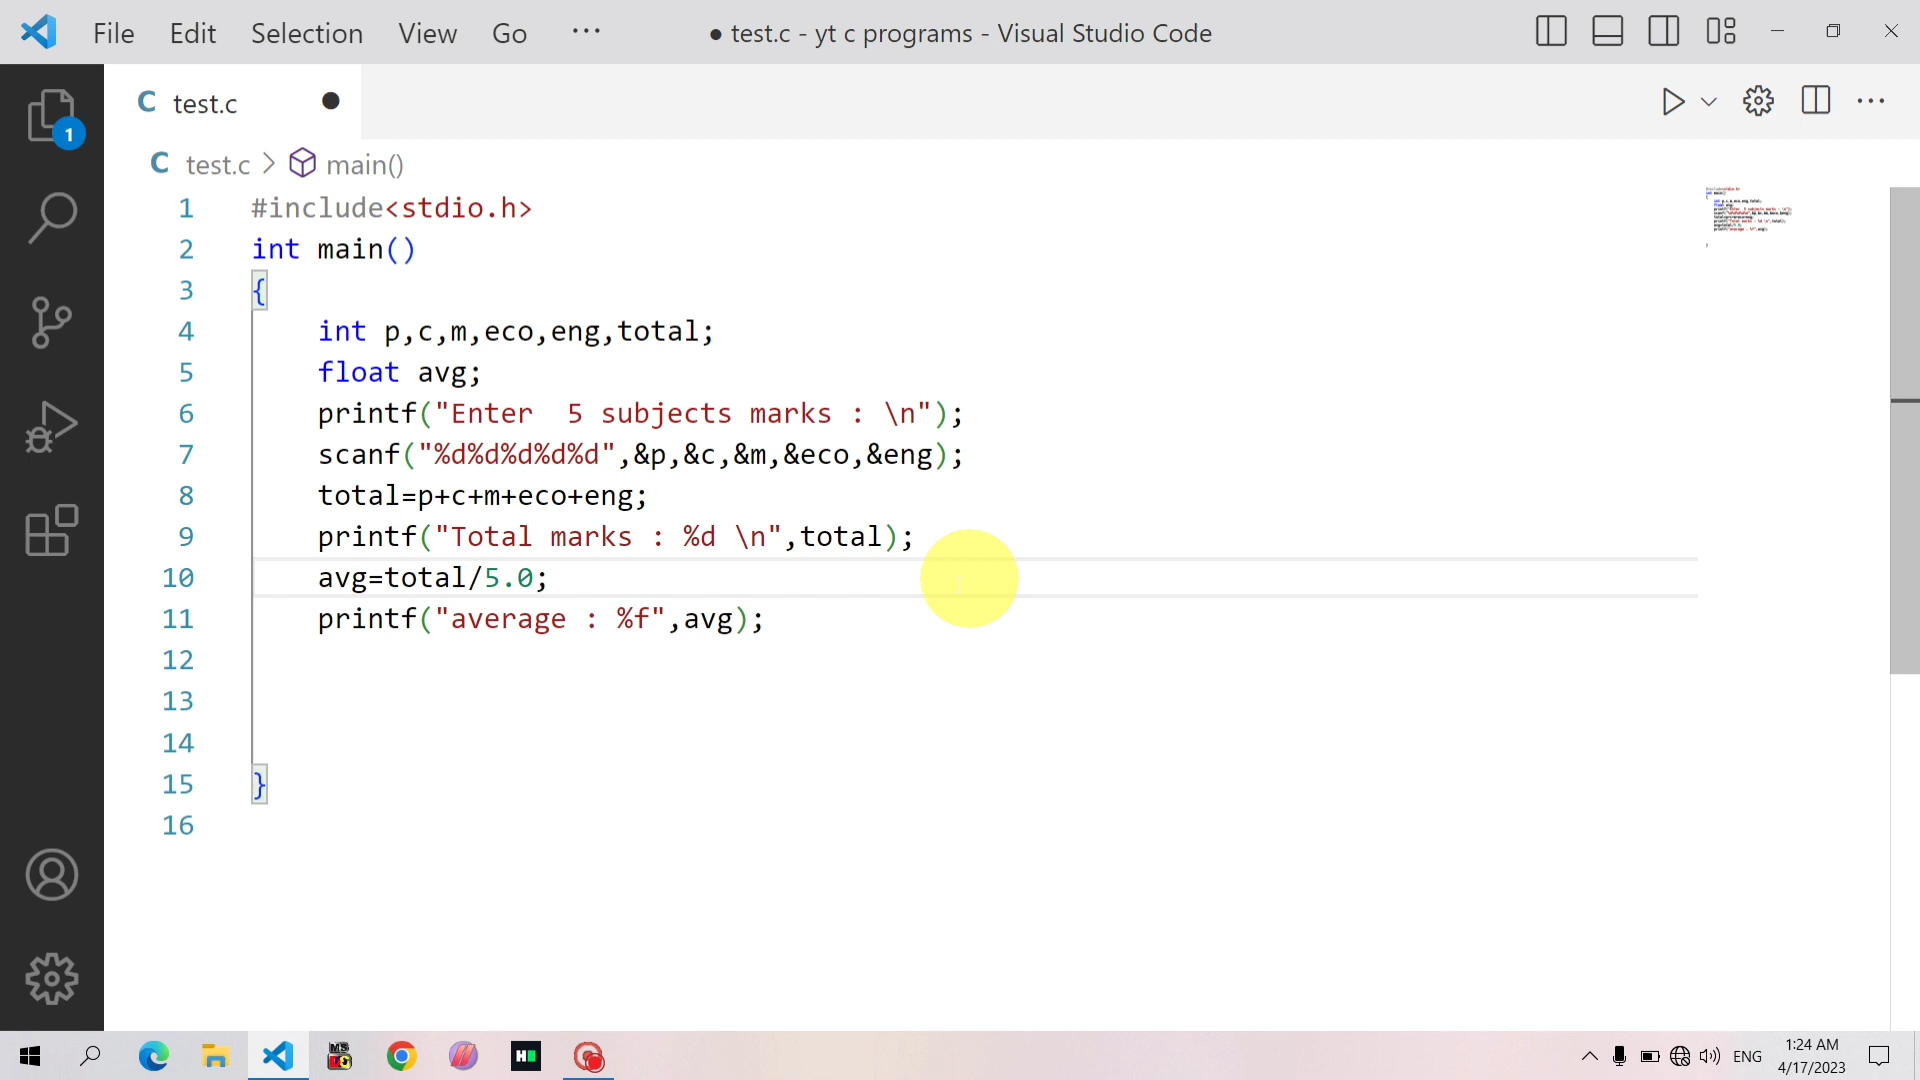 File Edit Selection View Go ··· ● test.c - yt c programs - Visual Studio Code
C test.c ●
1
C test.c > main()
1 #include<stdio.h>
2 int main()
3 {
4     int p,c,m,eco,eng,total;
5     float avg;
6     printf("Enter  5 subjects marks : \n");
7     scanf("%d%d%d%d%d",&p,&c,&m,&eco,&eng);
8     total=p+c+m+eco+eng;
9     printf("Total marks : %d \n",total);
10     avg=total/5.0;
11     printf("average : %f",avg);
12
13
14
15 }
16
MS
H
ENG
1:24 AM
4/17/2023